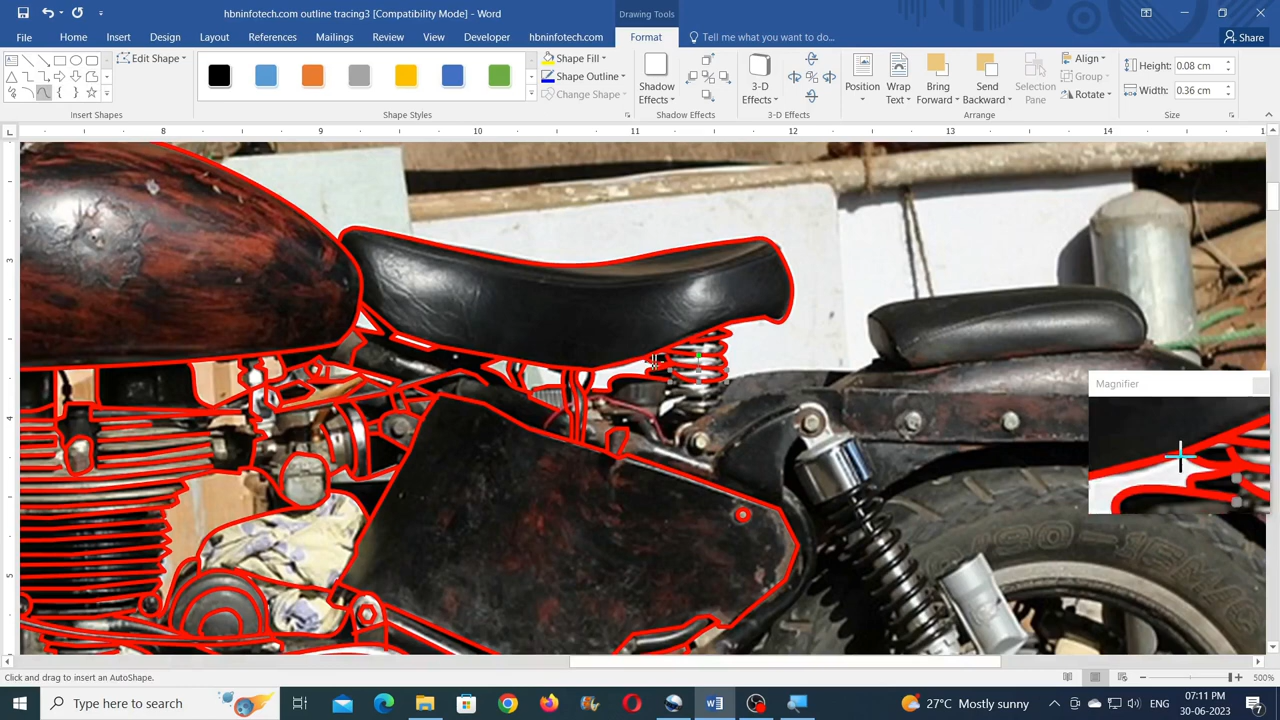 hbninfotech.com outline tracing3 [Compatibility Mode] - Word
Drawing Tools
File Home Insert Design Layout References Mailings Review View Developer hbninfotech.com Format Tell me what you want to do...
Share
Edit Shape
Shape Fill
Shape Outline
Change Shape
Shadow Effects
3-D Effects
Position
Wrap Text
Bring Forward
Send Backward
Selection Pane
Align
Group
Rotate
Height: 0.08 cm
Width: 0.36 cm
Insert Shapes Shape Styles Shadow Effects 3-D Effects Arrange Size
8 9 10 11 12 13 14 1
3
4
5
Magnifier
Click and drag to insert an AutoShape.
500%
Type here to search
27°C Mostly sunny
ENG
07:11 PM
30-06-2023
7